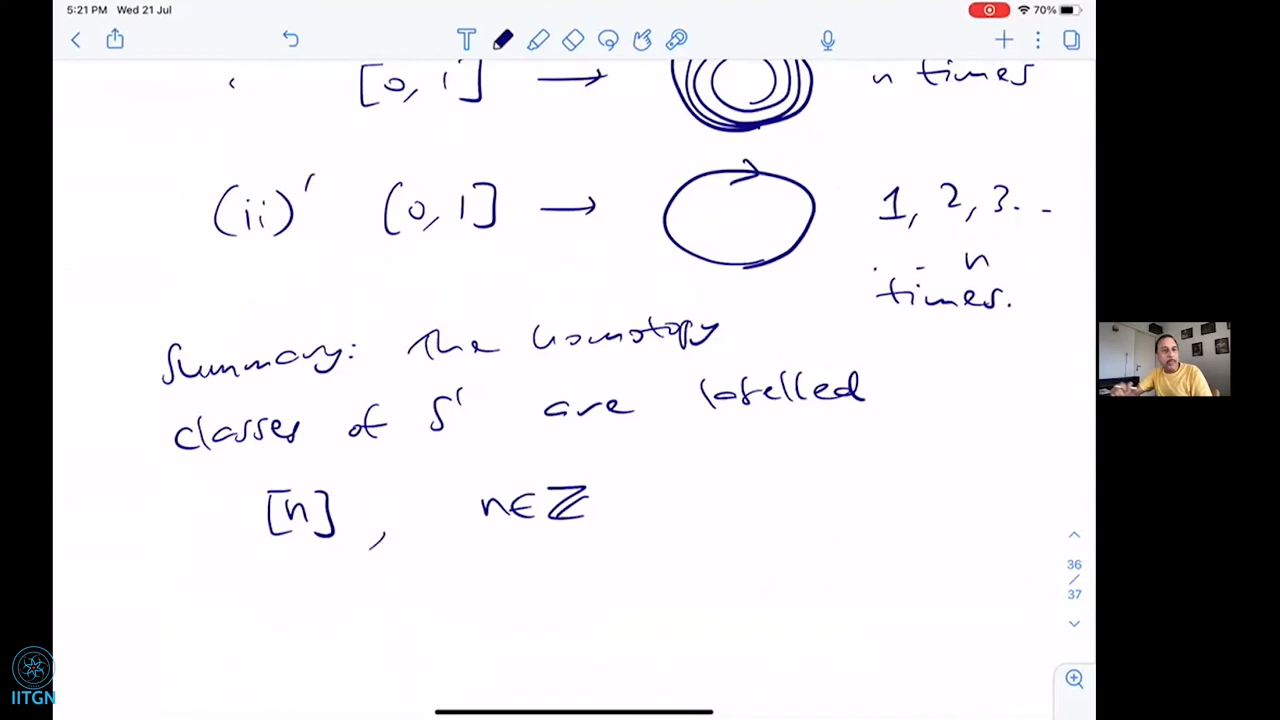 5:21 PM Wed 21 Jul
70%
[0, 1] → n times
(ii)' (0, 1] → 1, 2, 3. . -
. - n
times.
Summary: the homotopy
classes of S' are labelled
[n], n∈ℤ
36
/
37
IITGN